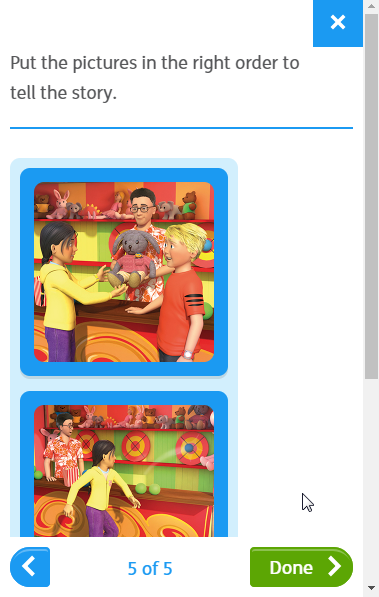 Put the pictures in the right order to
tell the story.
5 of 5
Done